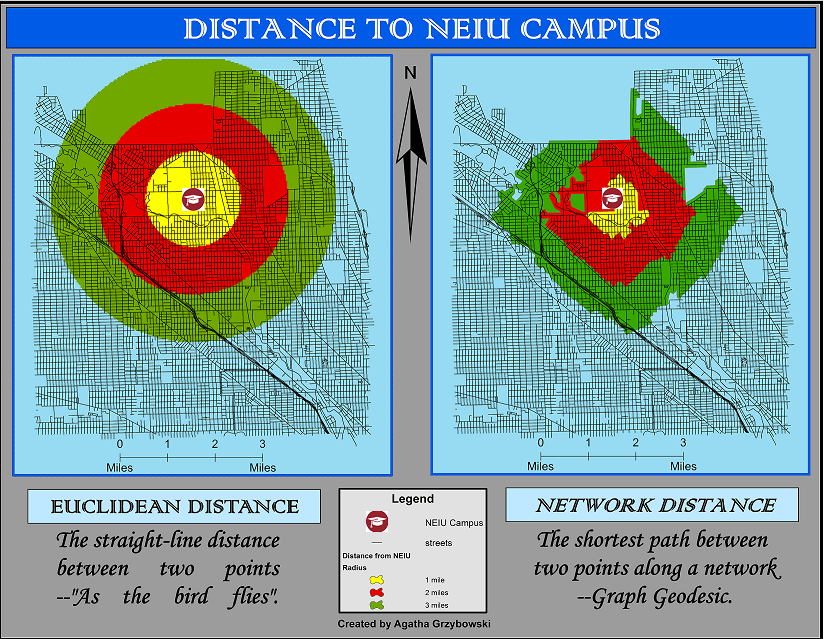 DISTANCE TO NEIU CAMPUS
N
0 1 2 3
Miles Miles
0 1 2 3
Miles Miles
EUCLIDEAN DISTANCE
The straight-line distance
between two points
--"As the bird flies".
Legend
NEIU Campus
streets
Distance from NEIU
Radius
1 mile
2 miles
3 miles
Created by Agatha Grzybowski
NETWORK DISTANCE
The shortest path between
two points along a network
--Graph Geodesic.